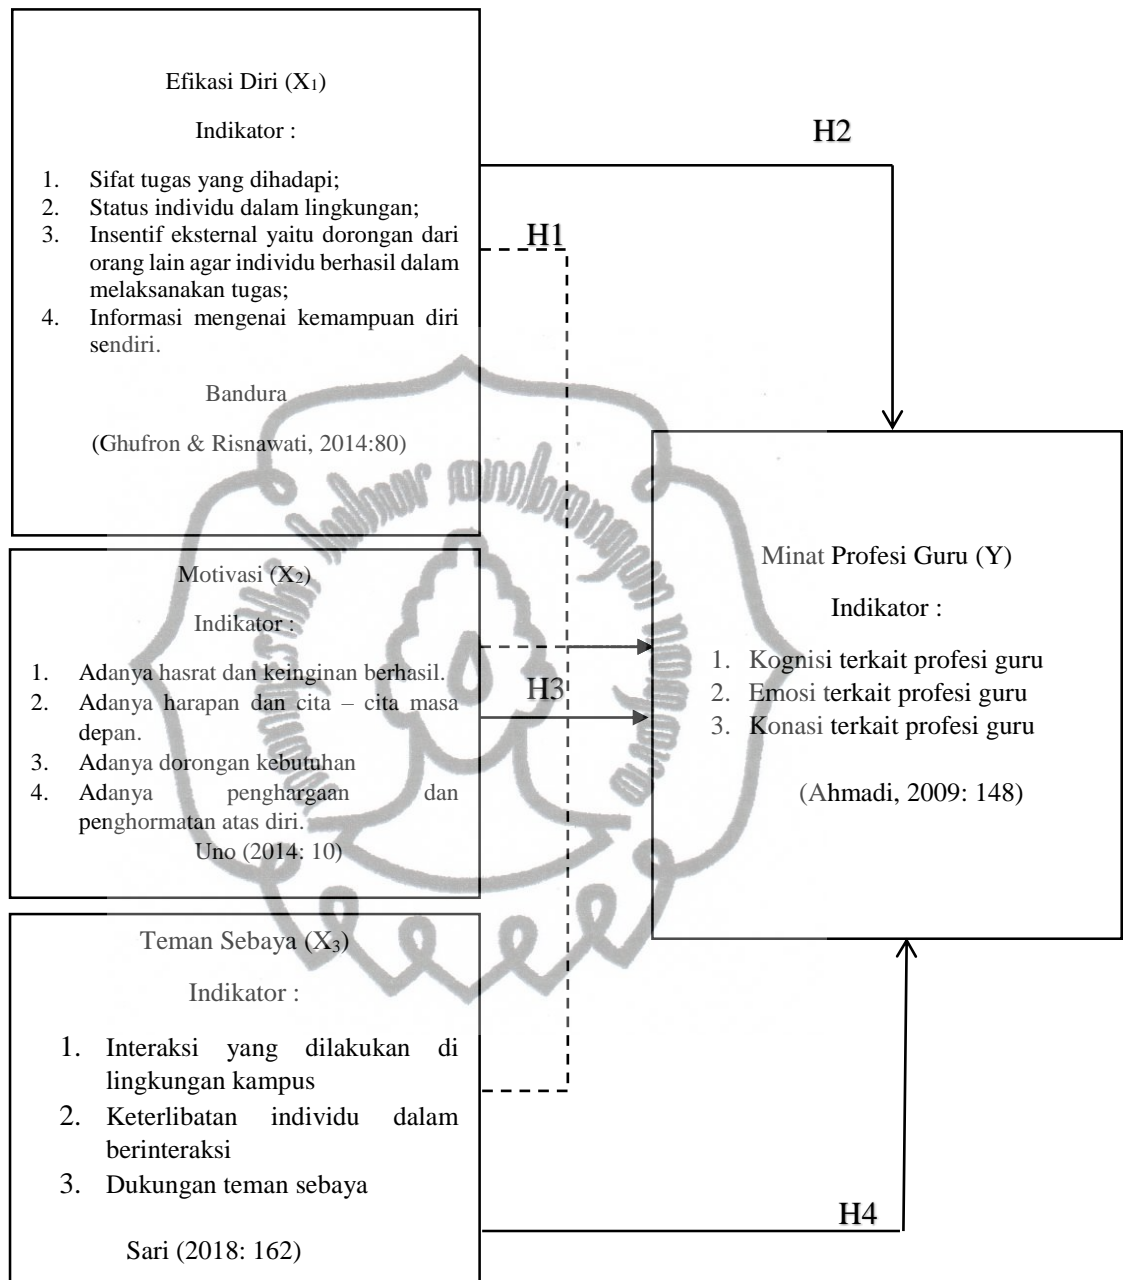 Efikasi Diri (X₁)
Indikator :
1. Sifat tugas yang dihadapi;
2. Status individu dalam lingkungan;
3. Insentif eksternal yaitu dorongan dari
orang lain agar individu berhasil dalam
melaksanakan tugas;
4. Informasi mengenai kemampuan diri
sendiri.
Bandura
(Ghufron & Risnawati, 2014:80)
Motivasi (X₂)
Indikator :
1. Adanya hasrat dan keinginan berhasil.
2. Adanya harapan dan cita – cita masa
depan.
3. Adanya dorongan kebutuhan
4. Adanya penghargaan dan
penghormatan atas diri.
Uno (2014: 10)
Teman Sebaya (X₃)
Indikator :
1. Interaksi yang dilakukan di
lingkungan kampus
2. Keterlibatan individu dalam
berinteraksi
3. Dukungan teman sebaya
Sari (2018: 162)
H2
H1
H3
H4
Minat Profesi Guru (Y)
Indikator :
1. Kognisi terkait profesi guru
2. Emosi terkait profesi guru
3. Konasi terkait profesi guru
(Ahmadi, 2009: 148)